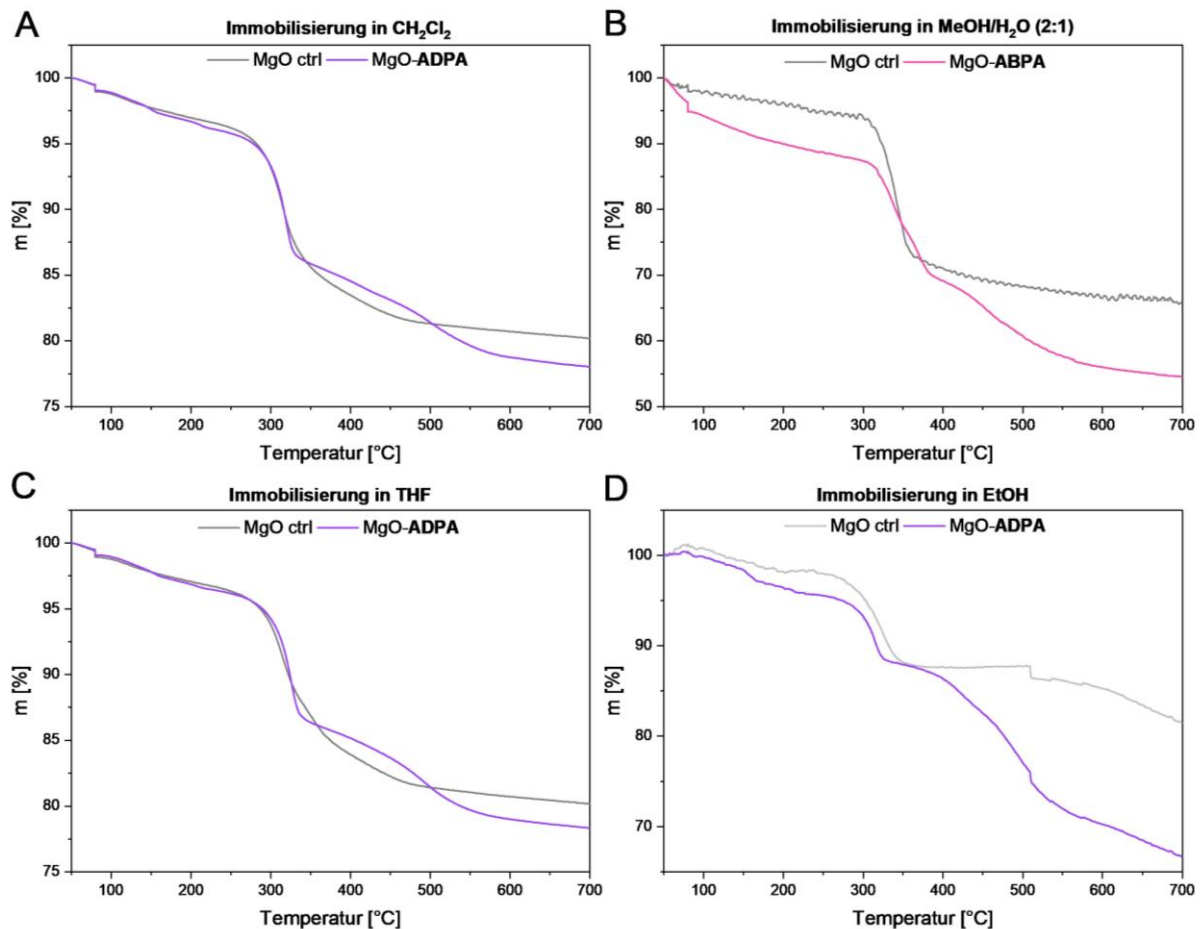 A
Immobilisierung in CH₂Cl₂
MgO ctrl MgO-ADPA
100
95
90
85
80
75
m [%]
100 200 300 400 500 600 700
Temperatur [°C]
B
Immobilisierung in MeOH/H₂O (2:1)
MgO ctrl MgO-ABPA
100
90
80
70
60
50
m [%]
100 200 300 400 500 600 700
Temperatur [°C]
C
Immobilisierung in THF
MgO ctrl MgO-ADPA
100
95
90
85
80
75
m [%]
100 200 300 400 500 600 700
Temperatur [°C]
D
Immobilisierung in EtOH
MgO ctrl MgO-ADPA
100
90
80
70
m [%]
100 200 300 400 500 600 700
Temperatur [°C]